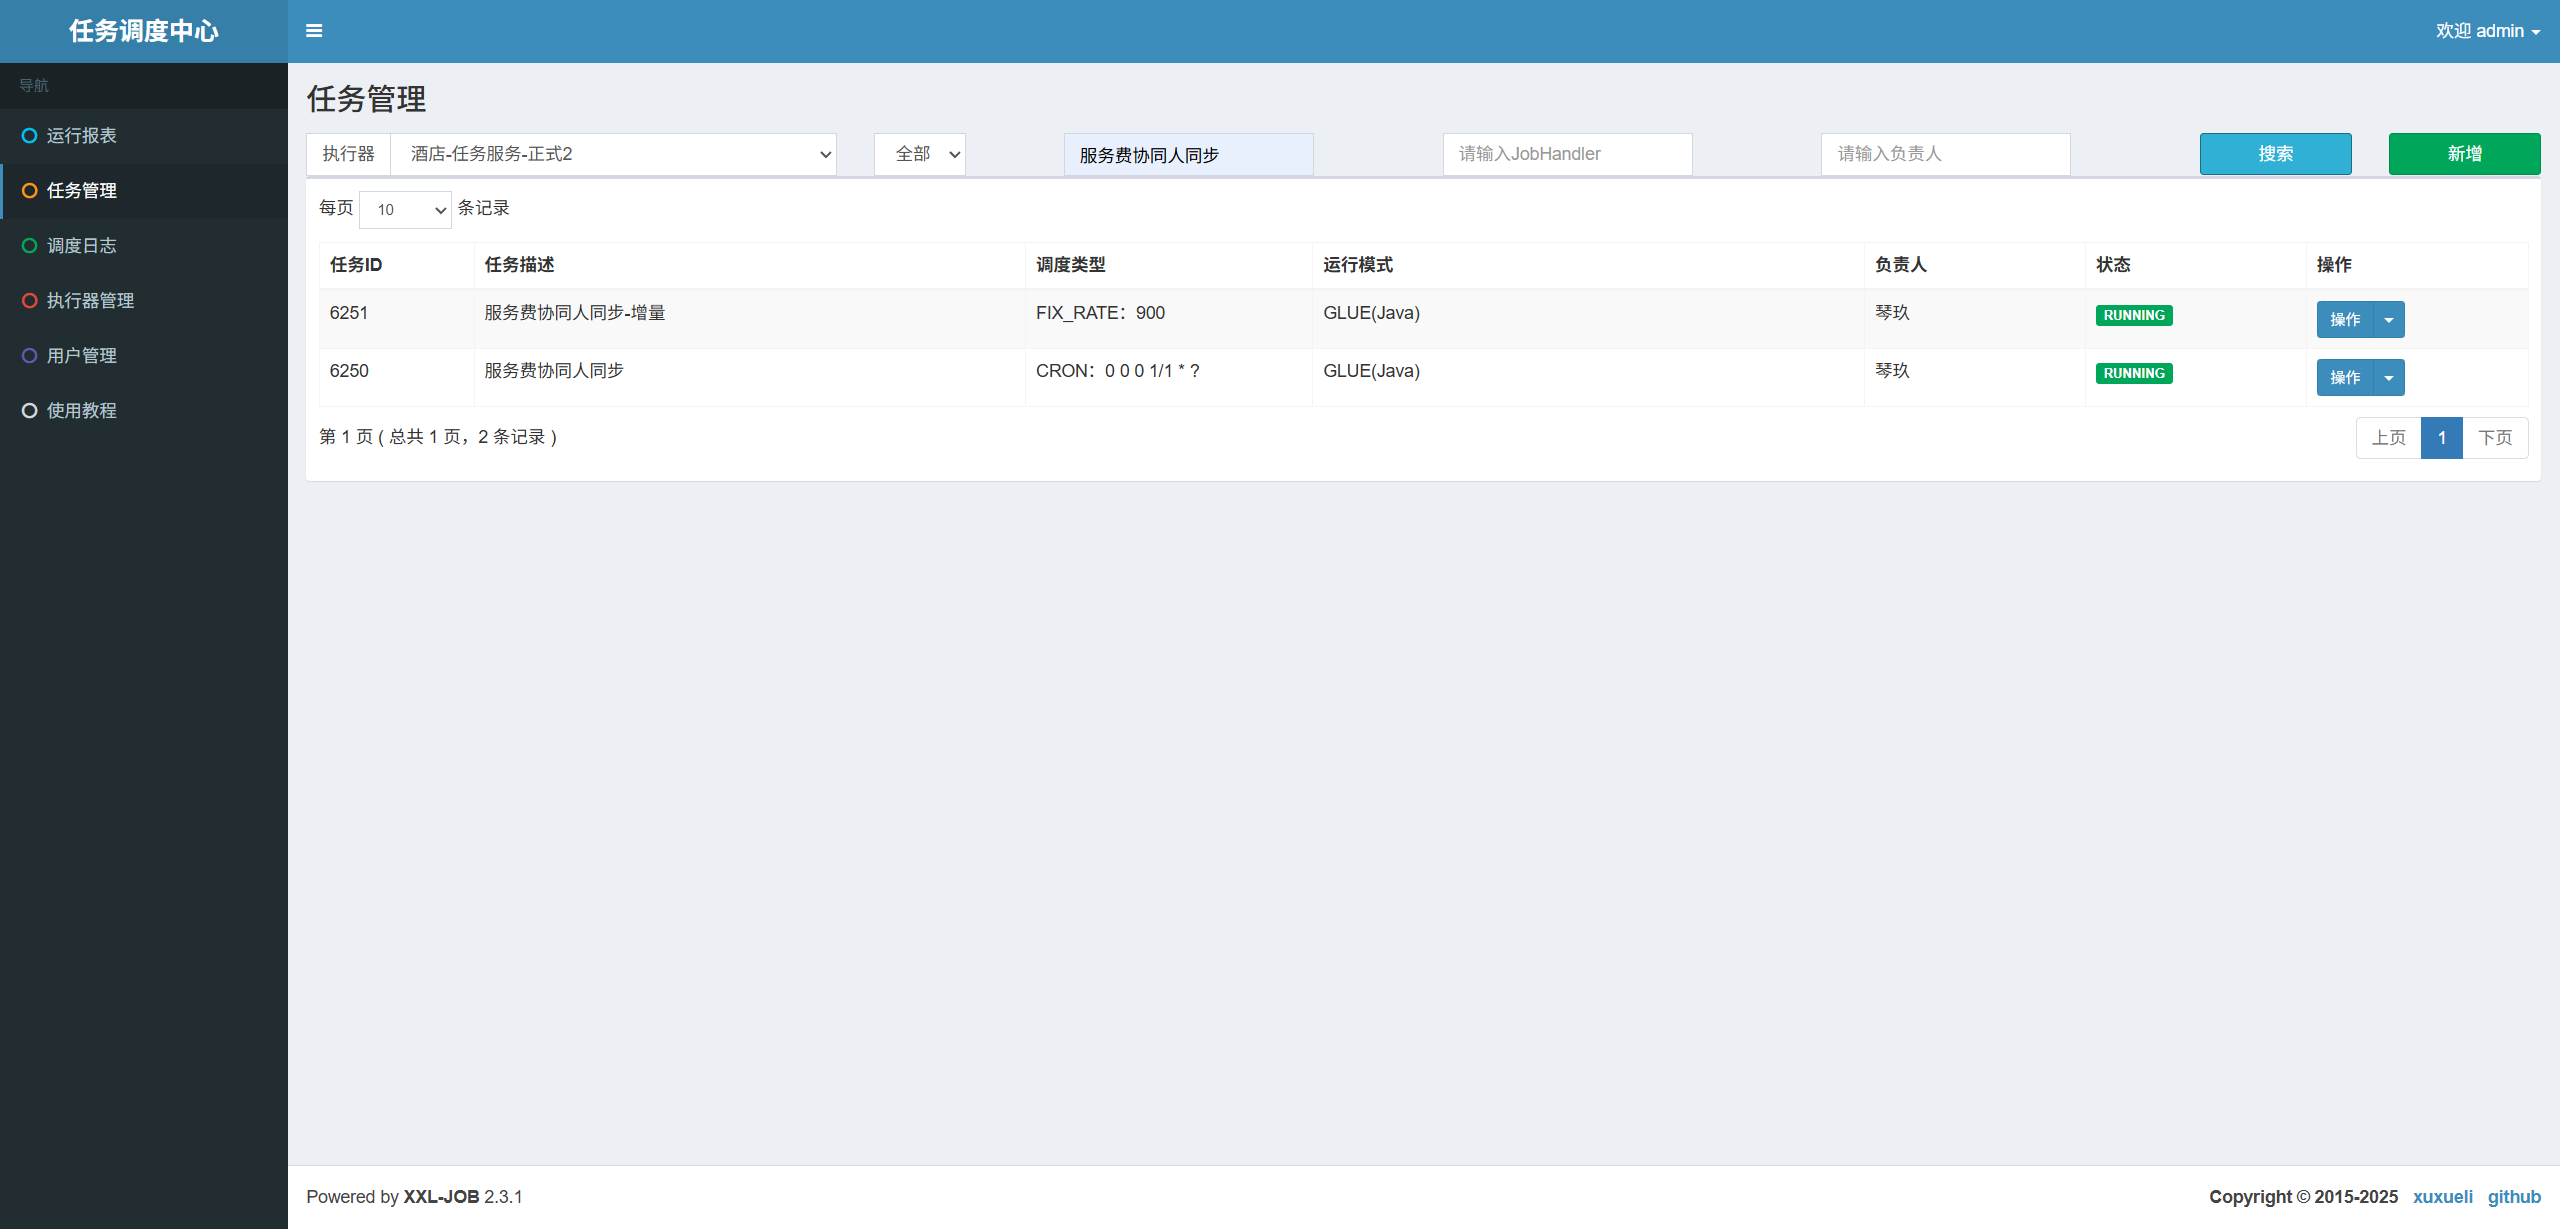 任务调度中心
欢迎 admin
导航
运行报表
任务管理
调度日志
执行器管理
用户管理
使用教程
任务管理
执行器 酒店-任务服务-正式2 全部 服务费协同人同步 请输入JobHandler 请输入负责人 搜索 新增
每页 10 条记录
任务ID 任务描述 调度类型 运行模式 负责人 状态 操作
6251 服务费协同人同步-增量 FIX_RATE：900 GLUE(Java) 琴玖 RUNNING 操作
6250 服务费协同人同步 CRON：0 0 0 1/1 * ? GLUE(Java) 琴玖 RUNNING 操作
第 1 页 ( 总共 1 页，2 条记录 ) 上页 1 下页
Powered by XXL-JOB 2.3.1 Copyright © 2015-2025 xuxueli github